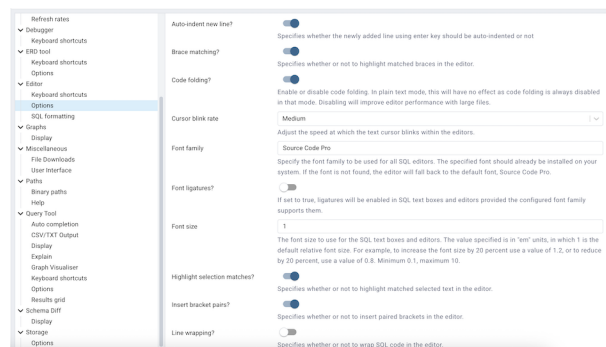 Refresh rates
Debugger
Keyboard shortcuts
ERD tool
Keyboard shortcuts
Options
Editor
Keyboard shortcuts
Options
SQL formatting
Graphs
Display
Miscellaneous
File Downloads
User Interface
Paths
Binary paths
Help
Query Tool
Auto completion
CSV/TXT Output
Display
Explain
Graph Visualiser
Keyboard shortcuts
Options
Results grid
Schema Diff
Display
Storage
Options
Auto-indent new line?
Specifies whether the newly added line using enter key should be auto-indented or not
Brace matching?
Specifies whether or not to highlight matched braces in the editor.
Code folding?
Enable or disable code folding. In plain text mode, this will have no effect as code folding is always disabled
in that mode. Disabling will improve editor performance with large files.
Cursor blink rate
Medium
Adjust the speed at which the text cursor blinks within the editors.
Font family
Source Code Pro
Specify the font family to be used for all SQL editors. The specified font should already be installed on your
system. If the font is not found, the editor will fall back to the default font, Source Code Pro.
Font ligatures?
If set to true, ligatures will be enabled in SQL text boxes and editors provided the configured font family
supports them.
Font size
1
The font size to use for the SQL text boxes and editors. The value specified is in "em" units, in which 1 is the
default relative font size. For example, to increase the font size by 20 percent use a value of 1.2, or to reduce
by 20 percent, use a value of 0.8. Minimum 0.1, maximum 10.
Highlight selection matches?
Specifies whether or not to highlight matched selected text in the editor.
Insert bracket pairs?
Specifies whether or not to insert paired brackets in the editor.
Line wrapping?
Specifies whether or not to wrap SQL code in the editor.